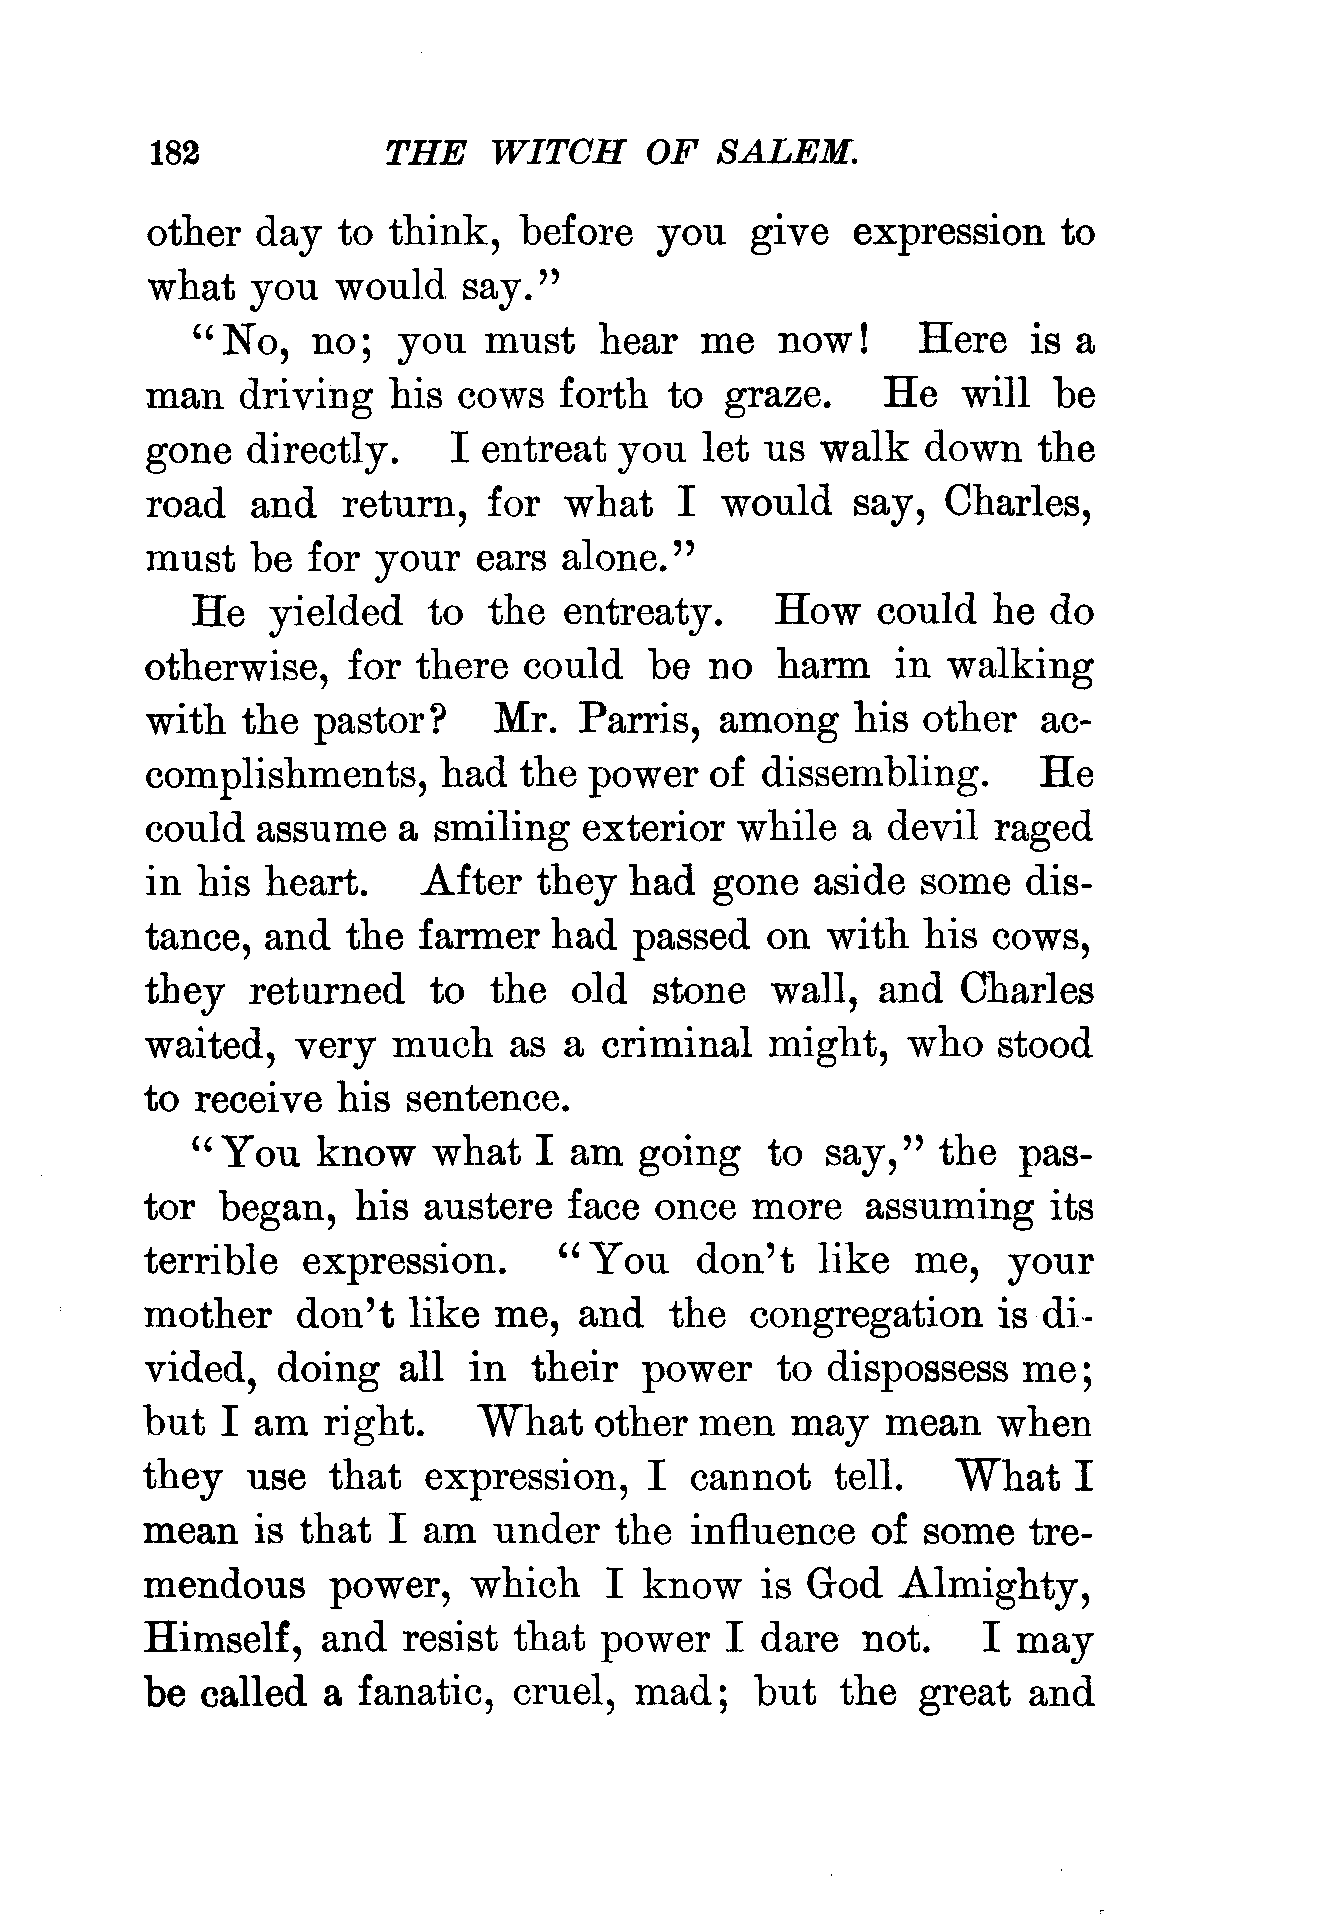 182 THE WITCH OF SALEM.
other day to think, before you give expression to
what you would say."
"No, no; you must hear me now! Here is a
man driving his cows forth to graze. He will be
gone directly. I entreat you let us walk down the
road and return, for what I would say, Charles,
must be for your ears alone."
He yielded to the entreaty. How could he do
otherwise, for there could be no harm in walking
with the pastor? Mr. Parris, among his other ac-
complishments, had the power of dissembling. He
could assume a smiling exterior while a devil raged
in his heart. After they had gone aside some dis-
tance, and the farmer had passed on with his cows,
they returned to the old stone wall, and Charles
waited, very much as a criminal might, who stood
to receive his sentence.
"You know what I am going to say," the pas-
tor began, his austere face once more assuming its
terrible expression. "You don't like me, your
mother don't like me, and the congregation is di-
vided, doing all in their power to dispossess me;
but I am right. What other men may mean when
they use that expression, I cannot tell. What I
mean is that I am under the influence of some tre-
mendous power, which I know is God Almighty,
Himself, and resist that power I dare not. I may
be called a fanatic, cruel, mad; but the great and